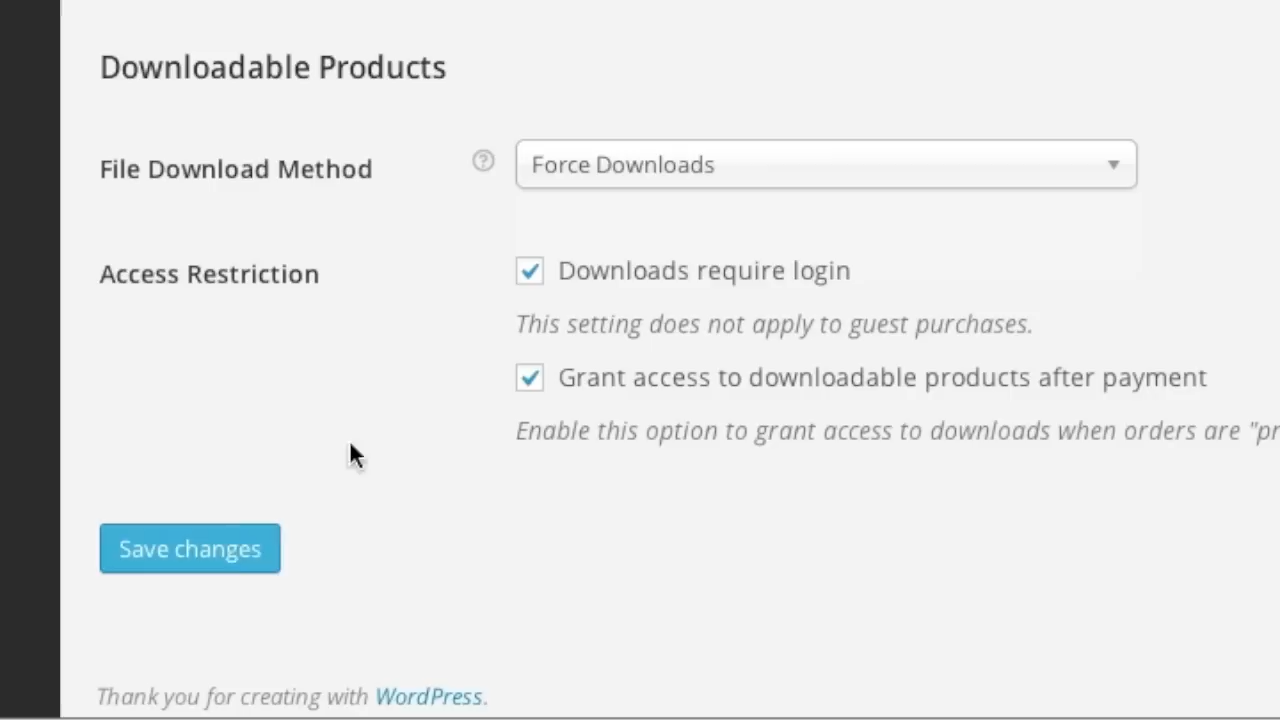 Downloadable Products
File Download Method
Force Downloads
Access Restriction
Downloads require login
This setting does not apply to guest purchases.
Grant access to downloadable products after payment
Enable this option to grant access to downloads when orders are "pr
Save changes
Thank you for creating with WordPress.